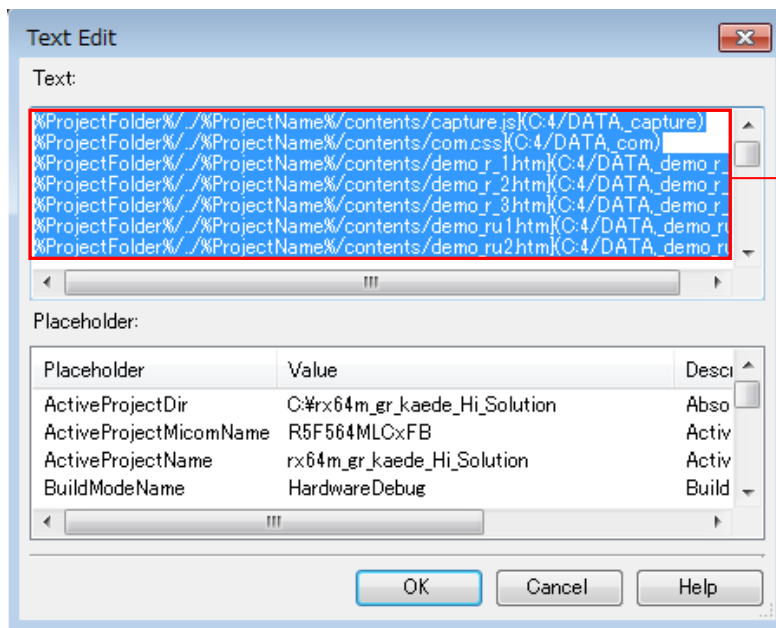 Text Edit
Text:
%ProjectFolder%/../%ProjectName%/contents/capture.js](C:4/DATA,_capture)
%ProjectFolder%/../%ProjectName%/contents/com.css](C:4/DATA,_com)
%ProjectFolder%/../%ProjectName%/contents/demo_r_1.htm](C:4/DATA,_demo_r_
%ProjectFolder%/../%ProjectName%/contents/demo_r_2.htm](C:4/DATA,_demo_r_
%ProjectFolder%/../%ProjectName%/contents/demo_r_3.htm](C:4/DATA,_demo_r_
%ProjectFolder%/../%ProjectName%/contents/demo_ru1.htm](C:4/DATA,_demo_ru
%ProjectFolder%/../%ProjectName%/contents/demo_ru2.htm](C:4/DATA,_demo_ru
Placeholder:
Placeholder Value Descri
ActiveProjectDir C:¥rx64m_gr_kaede_Hi_Solution Abso
ActiveProjectMicomName R5F564MLCxFB Activ
ActiveProjectName rx64m_gr_kaede_Hi_Solution Activ
BuildModeName HardwareDebug Build
OK Cancel Help